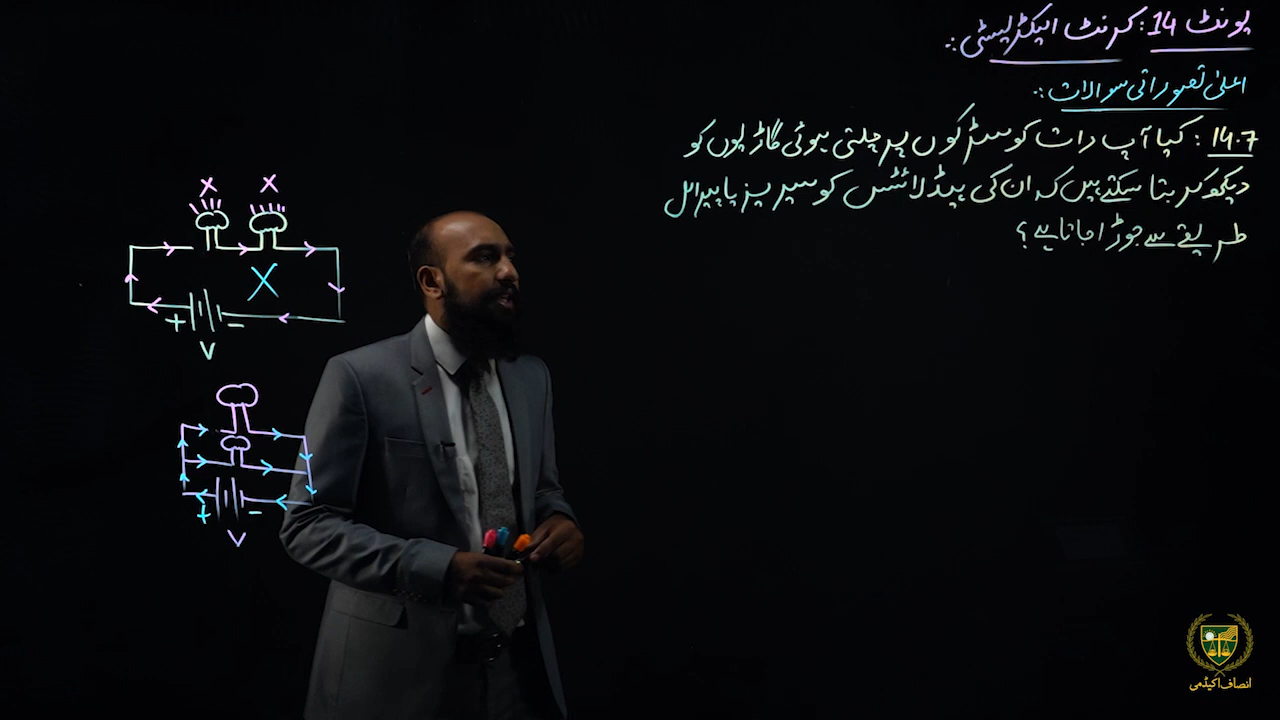 یونٹ 14: کرنٹ الیکٹریسٹی:
اعلیٰ تصوراتی سوالات:
14.7: کیا آپ رات کو سڑکوں پر چلتی ہوئی گاڑیوں کو
دیکھ کر بتا سکتے ہیں کہ ان کی ہیڈ لائٹس کو سیریز یا پیرالل
طریقے سے جوڑا جاتا ہے؟
X X
X
+ -
V
+ -
V
انصاف اکیڈمی